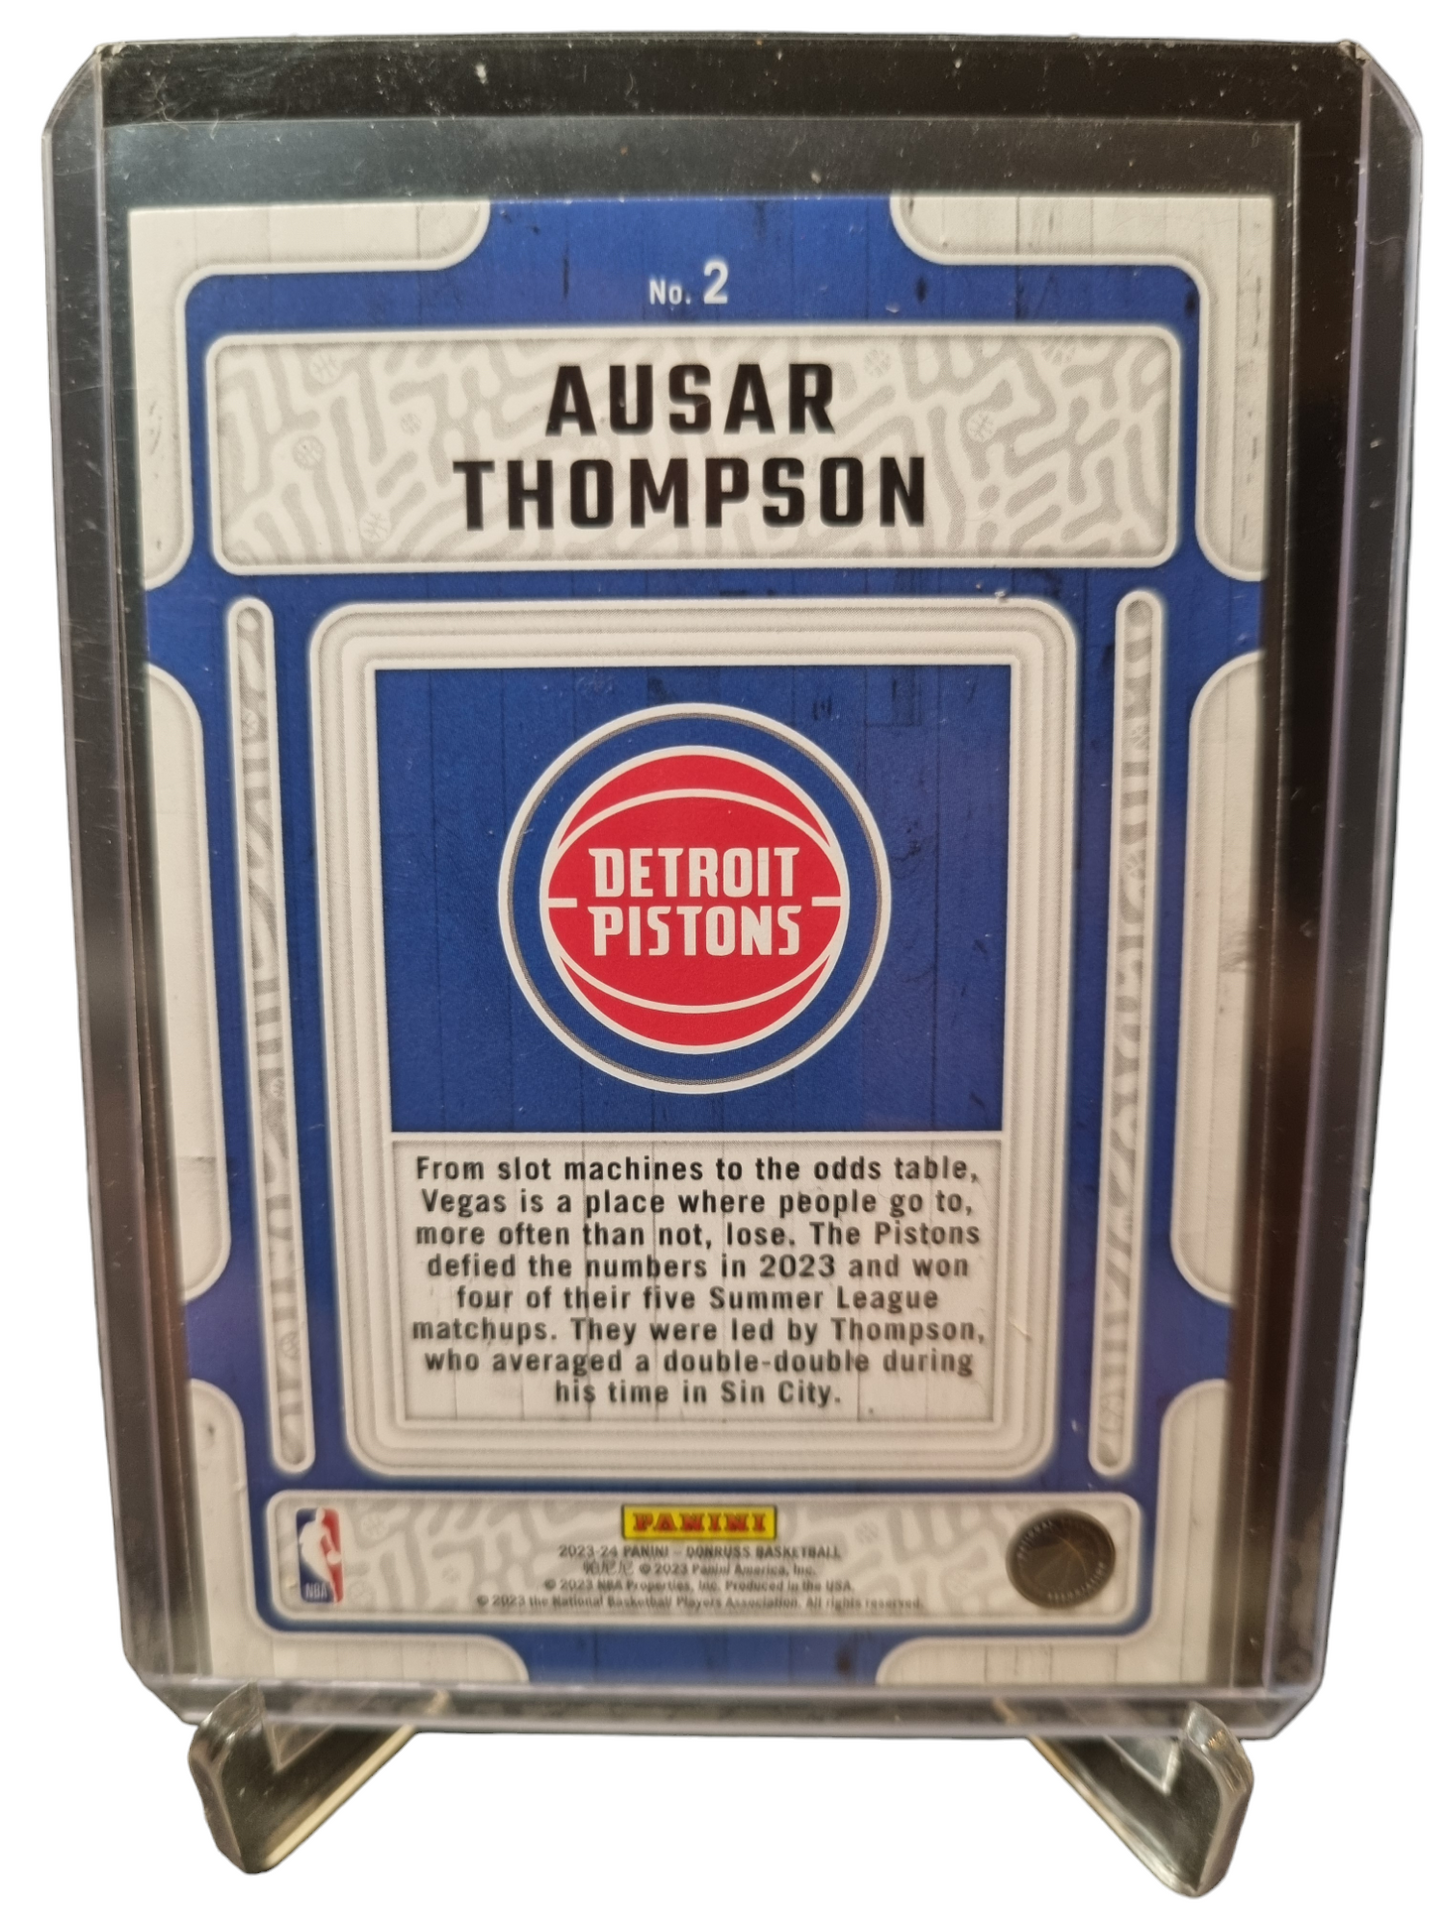 No. 2
AUSAR
THOMPSON
DETROIT
PISTONS
From slot machines to the odds table,
Vegas is a place where people go to,
more often than not, lose. The Pistons
defied the numbers in 2023 and won
four of their five Summer League
matchups. They were led by Thompson,
who averaged a double-double during
his time in Sin City.
PANINI
2023-24 PANINI – DONRUSS BASKETBALL
帕尼尼 © 2023 Panini America, Inc.
© 2023 NBA Properties, Inc. Produced in the USA.
© 2023 the National Basketball Players Association. All rights reserved.
NBA